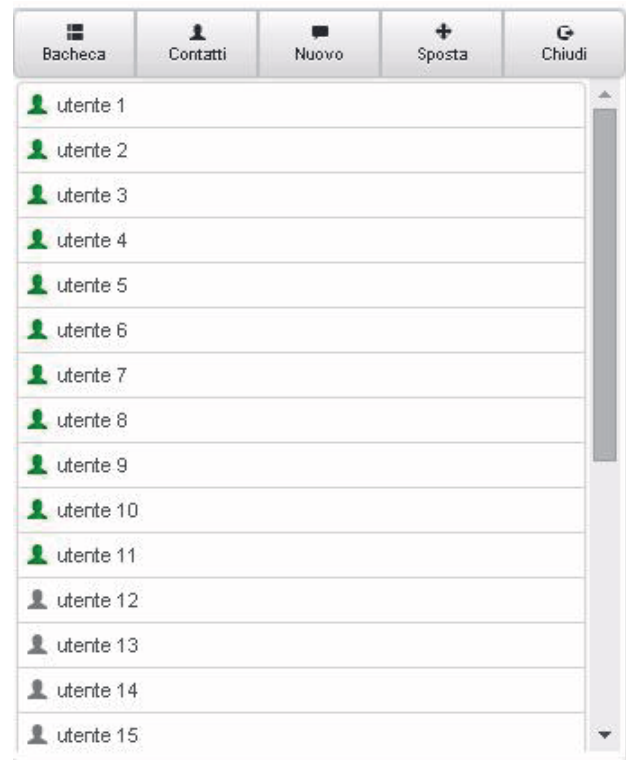 Bacheca Contatti Nuovo Sposta Chiudi
utente 1
utente 2
utente 3
utente 4
utente 5
utente 6
utente 7
utente 8
utente 9
utente 10
utente 11
utente 12
utente 13
utente 14
utente 15